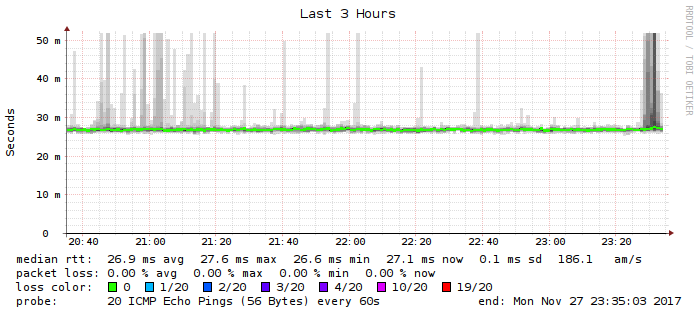 Last 3 Hours
RRDTOOL / TOBI OETIKER
Seconds
50 m
40 m
30 m
20 m
10 m
0
20:40 21:00 21:20 21:40 22:00 22:20 22:40 23:00 23:20
median rtt: 26.9 ms avg 27.6 ms max 26.6 ms min 27.1 ms now 0.1 ms sd 186.1 am/s
packet loss: 0.00 % avg 0.00 % max 0.00 % min 0.00 % now
loss color: 0 1/20 2/20 3/20 4/20 10/20 19/20
probe: 20 ICMP Echo Pings (56 Bytes) every 60s end: Mon Nov 27 23:35:03 2017